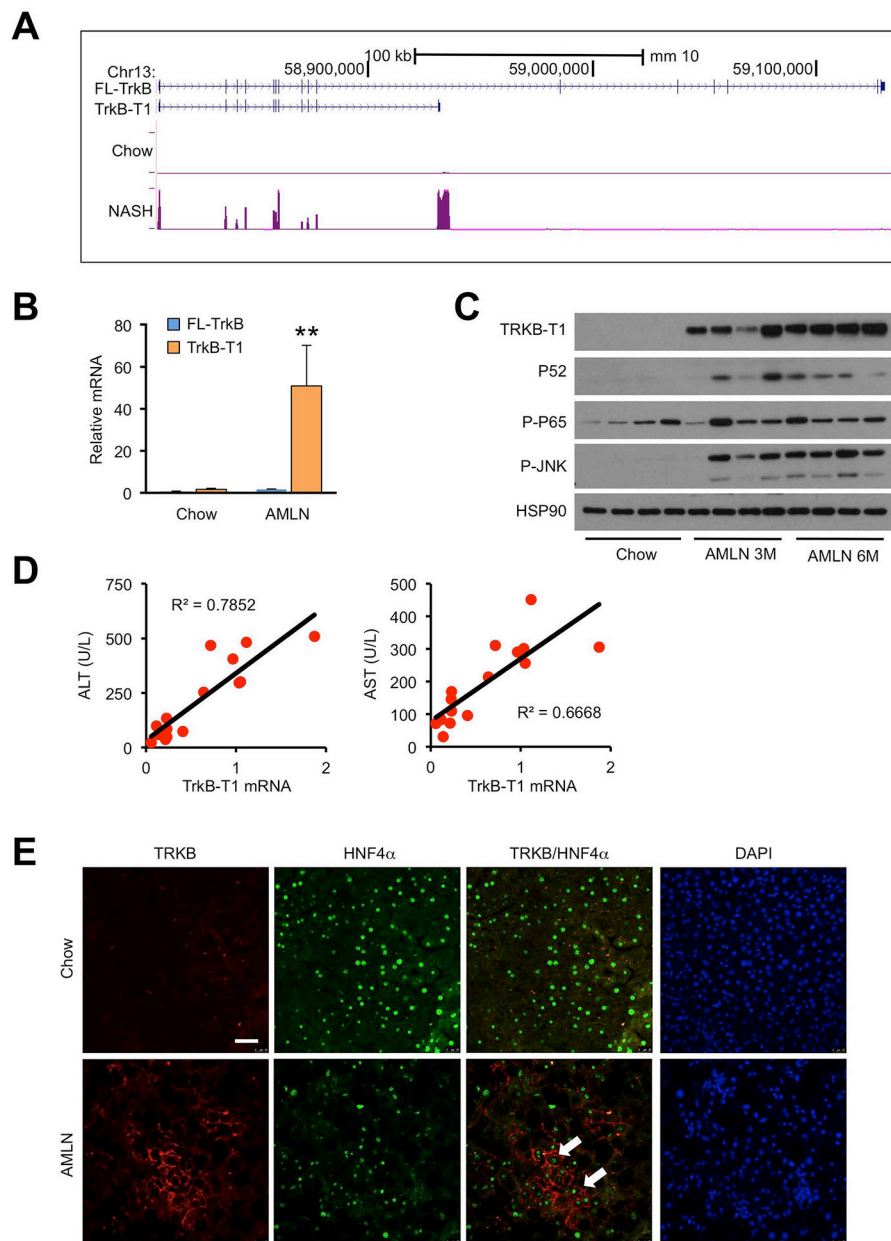 A
100 kb mm 10
Chr13: 58,900,000 59,000,000 59,100,000
FL-TrkB
TrkB-T1
Chow
NASH
B
FL-TrkB
TrkB-T1
**
80
60
40
20
0
Relative mRNA
Chow AMLN
C
TRKB-T1
P52
P-P65
P-JNK
HSP90
Chow AMLN 3M AMLN 6M
D
750
500
250
0
ALT (U/L)
R² = 0.7852
0 1 2
TrkB-T1 mRNA
500
400
300
200
100
0
AST (U/L)
R² = 0.6668
0 1 2
TrkB-T1 mRNA
E
TRKB HNF4α TRKB/HNF4α DAPI
Chow
AMLN